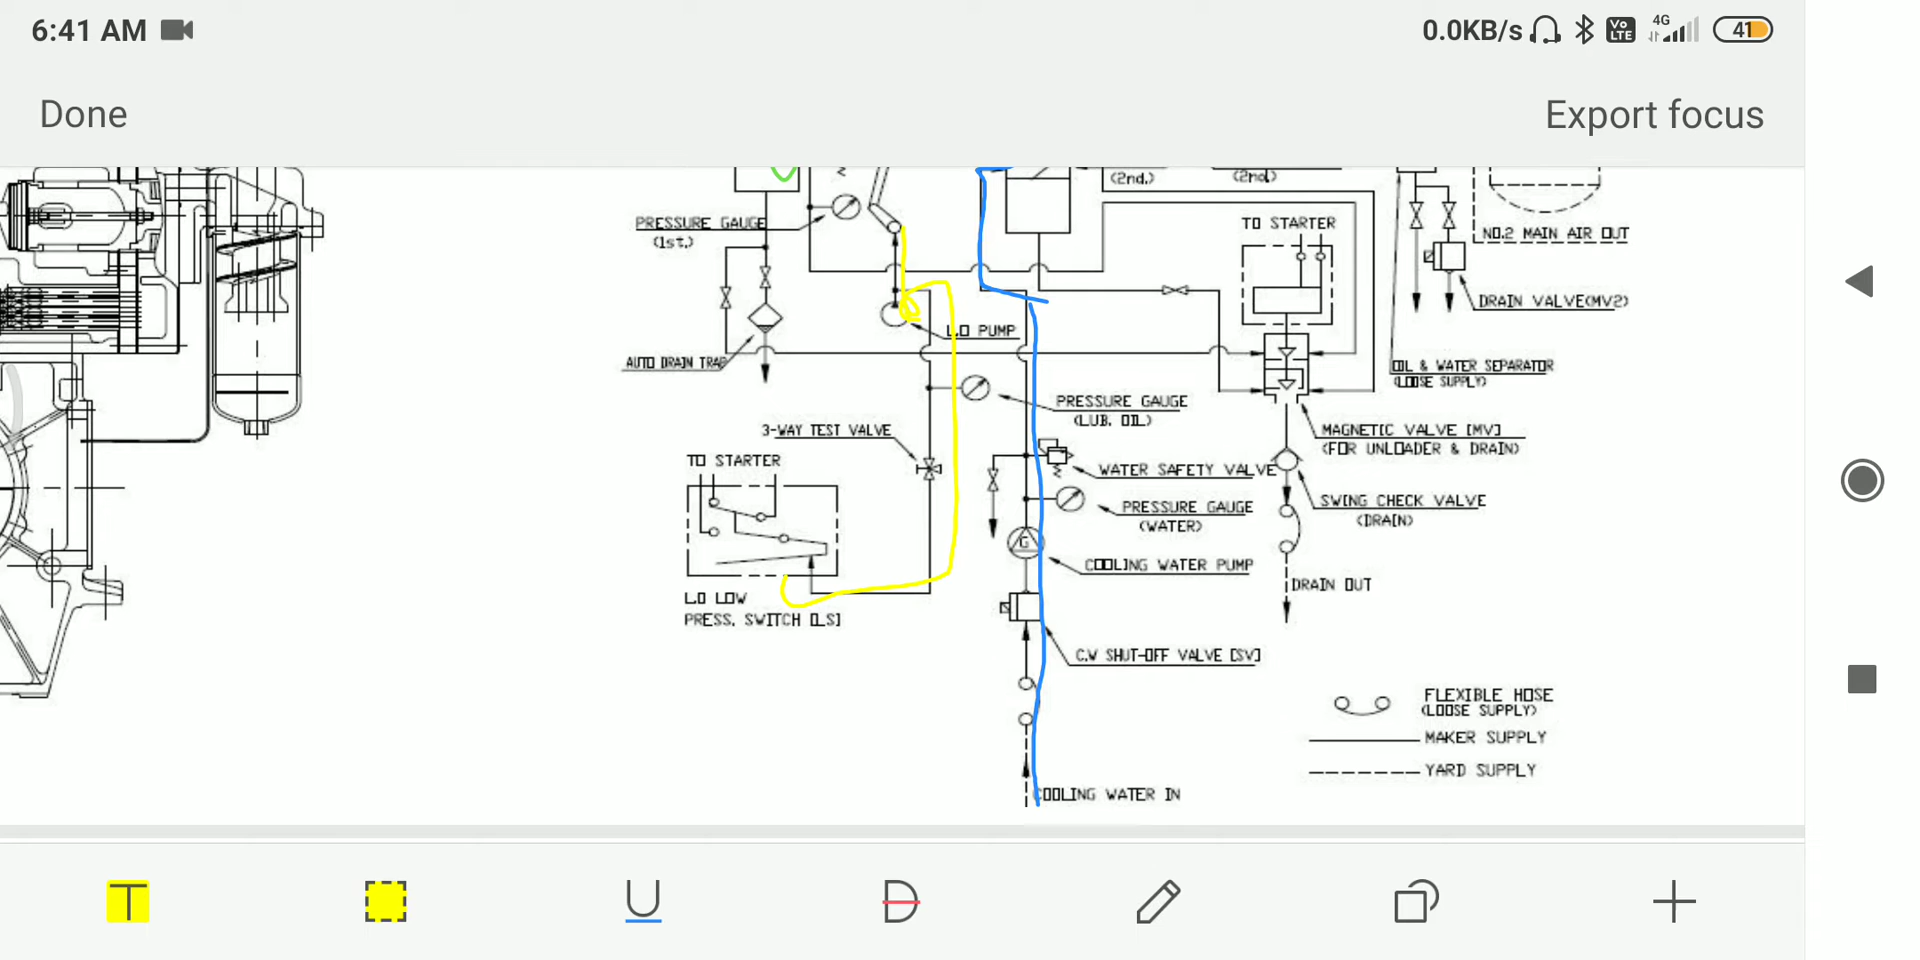 6:41 AM
0.0KB/s
Vo LTE
4G
41
Done
Export focus
(2nd.)
(2nd.)
PRESSURE GAUGE
(1st.)
TO STARTER
NO.2 MAIN AIR OUT
DRAIN VALVE(MV2)
L.O PUMP
AUTO DRAIN TRAP
OIL & WATER SEPARATOR
(LOOSE SUPPLY)
PRESSURE GAUGE
(LUB. OIL)
3-WAY TEST VALVE
MAGNETIC VALVE [MV]
(FOR UNLOADER & DRAIN)
TO STARTER
WATER SAFETY VALVE
PRESSURE GAUGE
(WATER)
SWING CHECK VALVE
(DRAIN)
G
COOLING WATER PUMP
DRAIN OUT
L.O LOW
PRESS. SWITCH [LS]
C.W SHUT-OFF VALVE [SV]
FLEXIBLE HOSE
(LOOSE SUPPLY)
MAKER SUPPLY
YARD SUPPLY
COOLING WATER IN
T
U
D